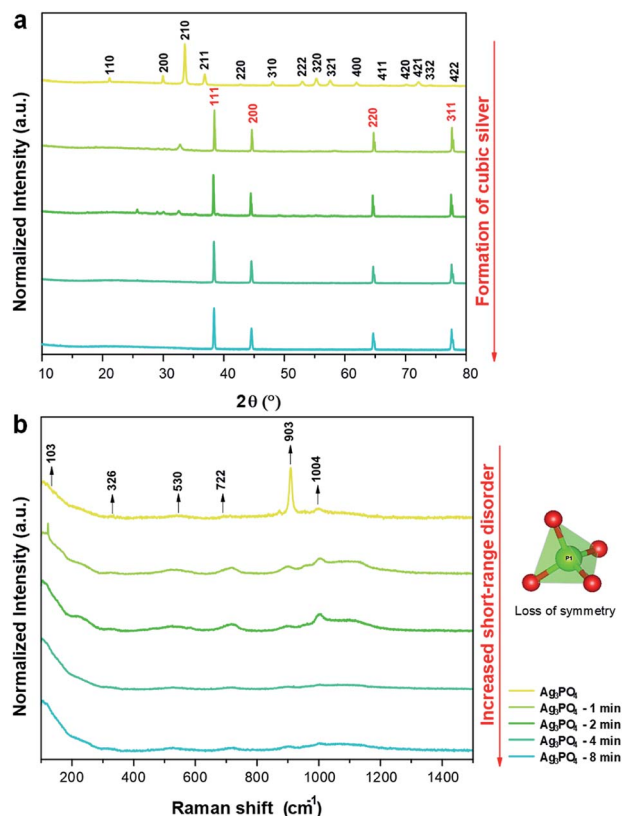 a
110
200
210
211
220
310
222
320
321
400
411
420
421
332
422
111
200
220
311
Normalized Intensity (a.u.)
Formation of cubic silver
10
20
30
40
50
60
70
80
2θ (º)
b
103
326
530
722
903
1004
Normalized Intensity (a.u.)
Increased short-range disorder
P1
Loss of symmetry
Ag₃PO₄
Ag₃PO₄ - 1 min
Ag₃PO₄ - 2 min
Ag₃PO₄ - 4 min
Ag₃PO₄ - 8 min
200
400
600
800
1000
1200
1400
Raman shift (cm⁻¹)